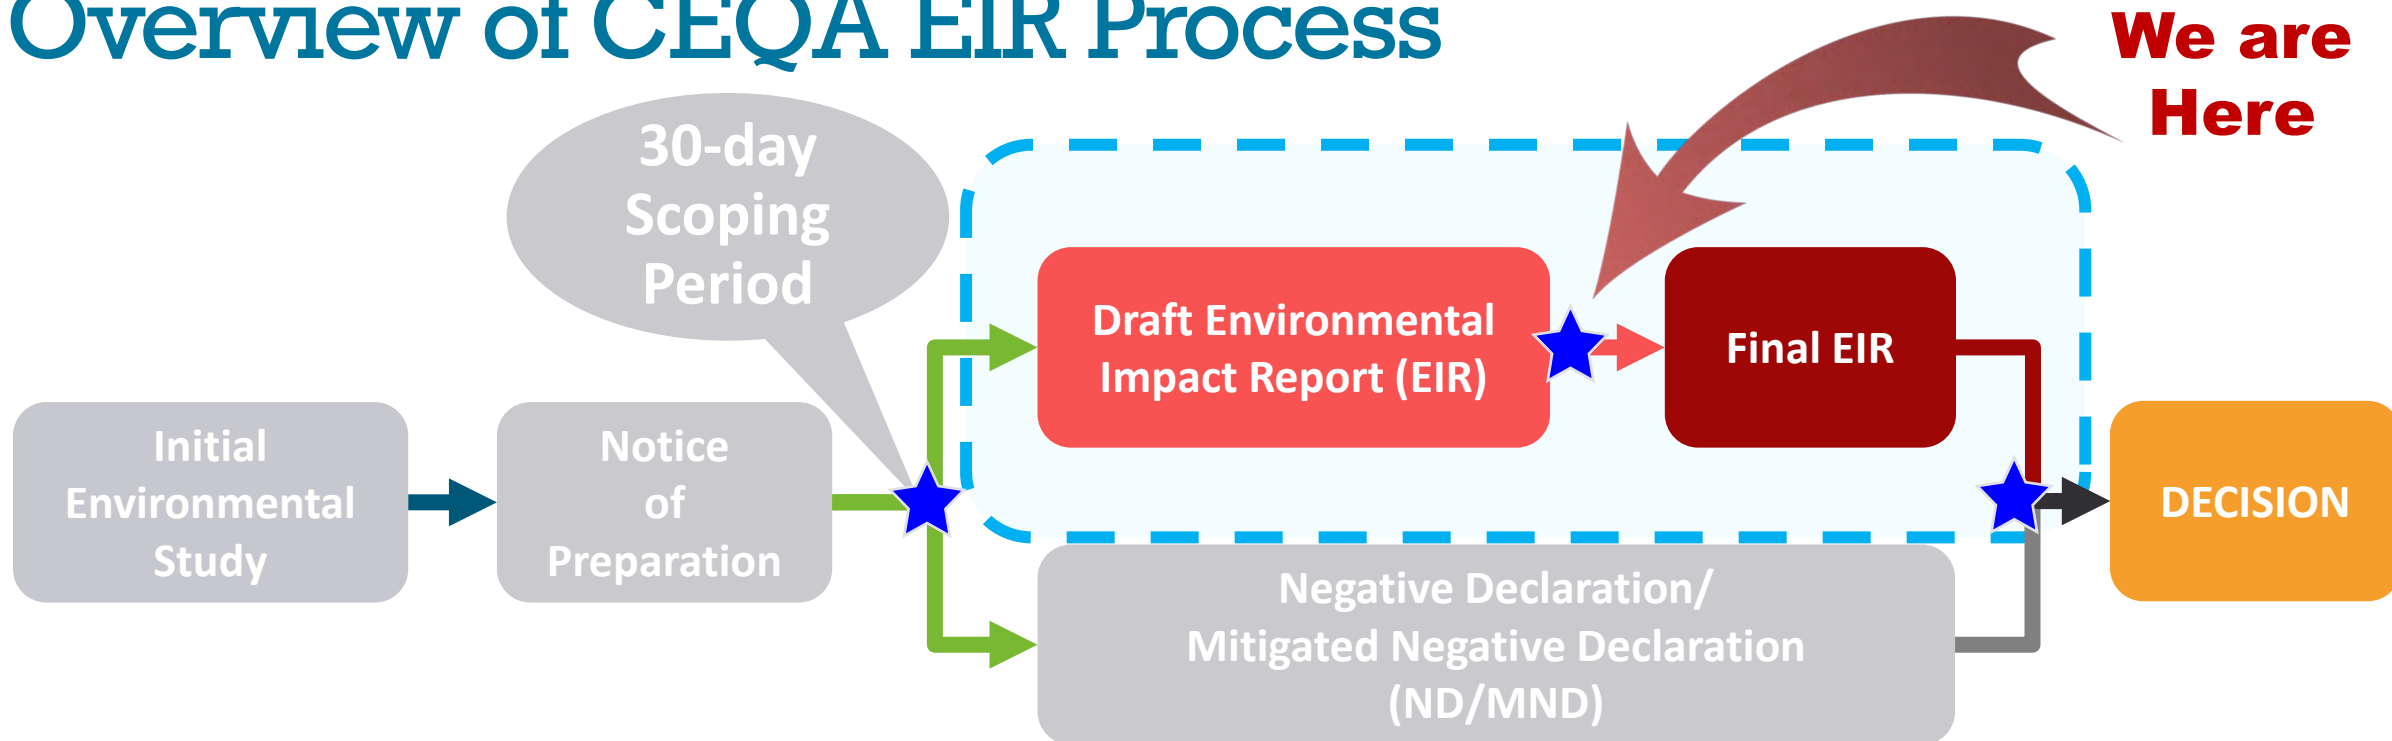 Overview of CEQA EIR Process
We are
Here
30-day
Scoping
Period
Draft Environmental
Impact Report (EIR)
Final EIR
Initial
Environmental
Study
Notice
of
Preparation
DECISION
Negative Declaration/
Mitigated Negative Declaration
(ND/MND)